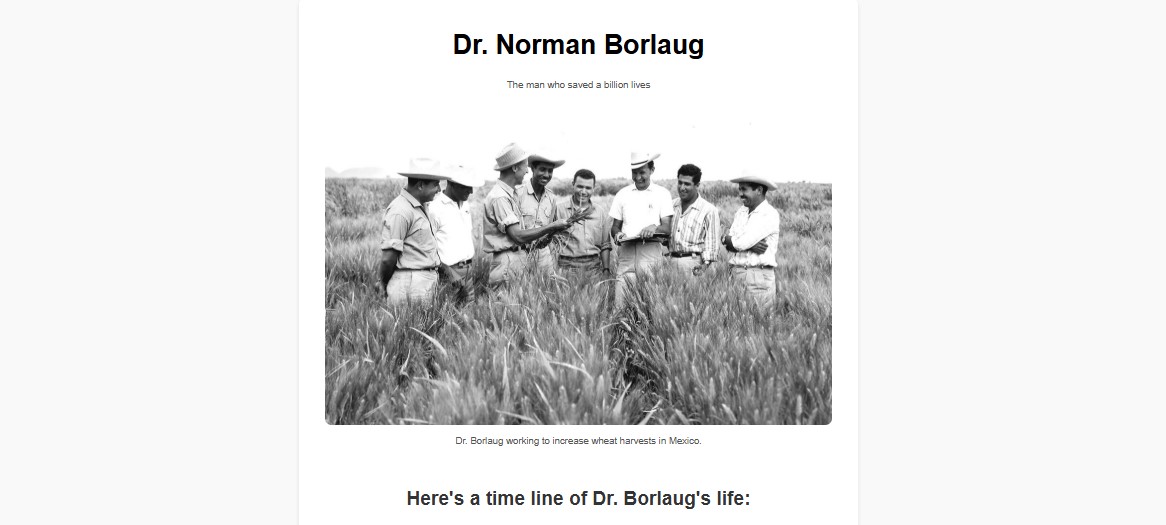 Dr. Norman Borlaug
The man who saved a billion lives
Dr. Borlaug working to increase wheat harvests in Mexico.
Here's a time line of Dr. Borlaug's life: